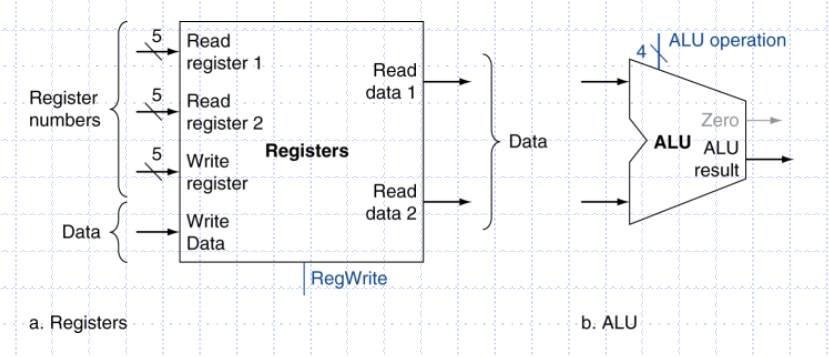 5
Read
register 1
5
Read
register 2
5
Write
register
Write
Data
Register
numbers
Data
Registers
Read
data 1
Read
data 2
Data
RegWrite
a. Registers
4
ALU operation
Zero
ALU
ALU
result
b. ALU